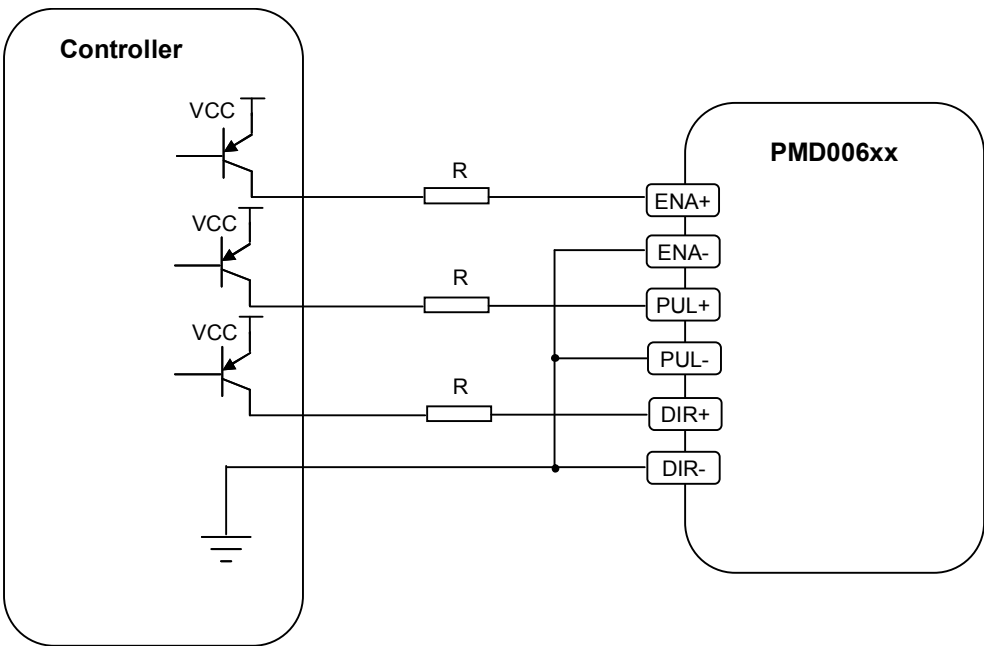 Controller
VCC
PMD006xx
R
ENA+
VCC
ENA-
R
PUL+
VCC
PUL-
R
DIR+
DIR-